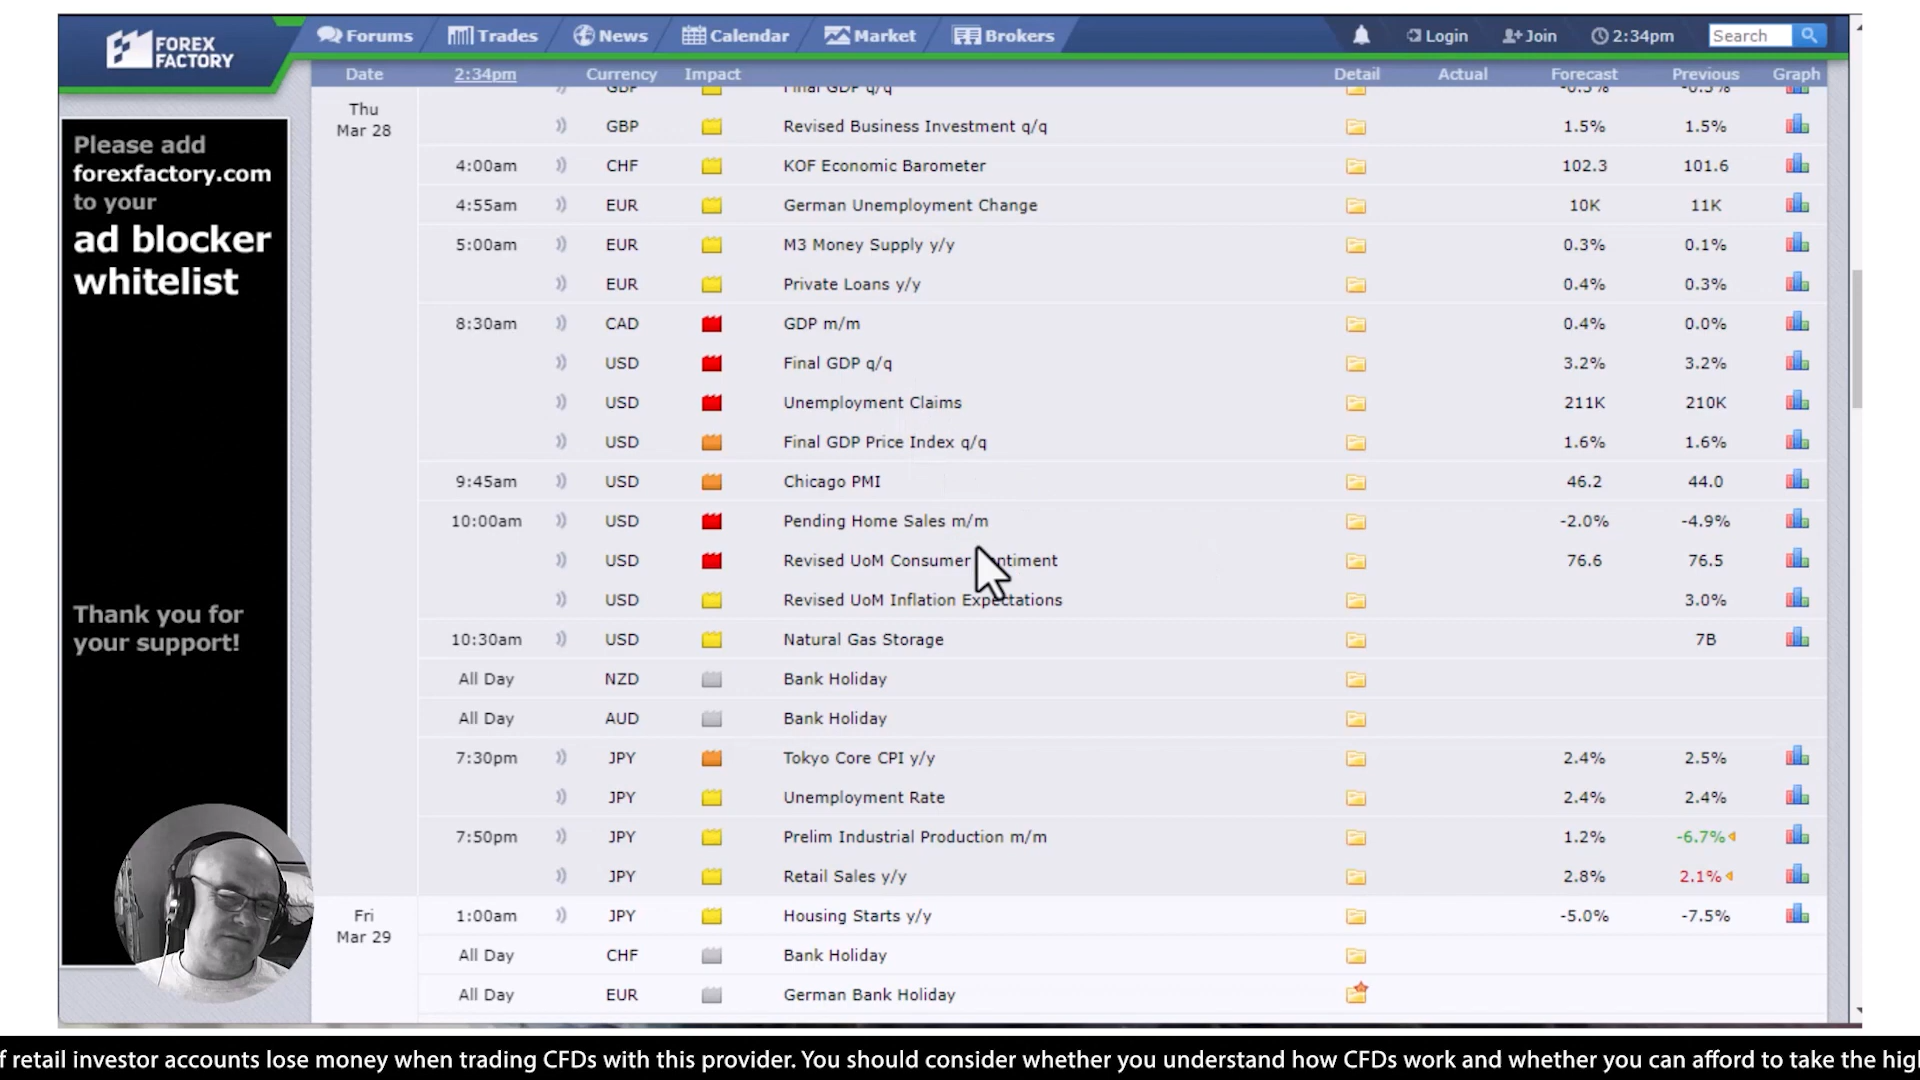 FOREX FACTORY
Forums Trades News Calendar Market Brokers Login Join 2:34pm Search
Date 2:34pm Currency Impact Detail Actual Forecast Previous Graph
GBP Final GDP q/q -0.3% -0.3%
Thu Mar 28
GBP Revised Business Investment q/q 1.5% 1.5%
4:00am CHF KOF Economic Barometer 102.3 101.6
4:55am EUR German Unemployment Change 10K 11K
5:00am EUR M3 Money Supply y/y 0.3% 0.1%
EUR Private Loans y/y 0.4% 0.3%
8:30am CAD GDP m/m 0.4% 0.0%
USD Final GDP q/q 3.2% 3.2%
USD Unemployment Claims 211K 210K
USD Final GDP Price Index q/q 1.6% 1.6%
9:45am USD Chicago PMI 46.2 44.0
10:00am USD Pending Home Sales m/m -2.0% -4.9%
USD Revised UoM Consumer Sentiment 76.6 76.5
USD Revised UoM Inflation Expectations 3.0%
10:30am USD Natural Gas Storage 7B
All Day NZD Bank Holiday
All Day AUD Bank Holiday
7:30pm JPY Tokyo Core CPI y/y 2.4% 2.5%
JPY Unemployment Rate 2.4% 2.4%
7:50pm JPY Prelim Industrial Production m/m 1.2% -6.7%
JPY Retail Sales y/y 2.8% 2.1%
Fri Mar 29
1:00am JPY Housing Starts y/y -5.0% -7.5%
All Day CHF Bank Holiday
All Day EUR German Bank Holiday
Please add
forexfactory.com
to your
ad blocker
whitelist
Thank you for
your support!
f retail investor accounts lose money when trading CFDs with this provider. You should consider whether you understand how CFDs work and whether you can afford to take the hig